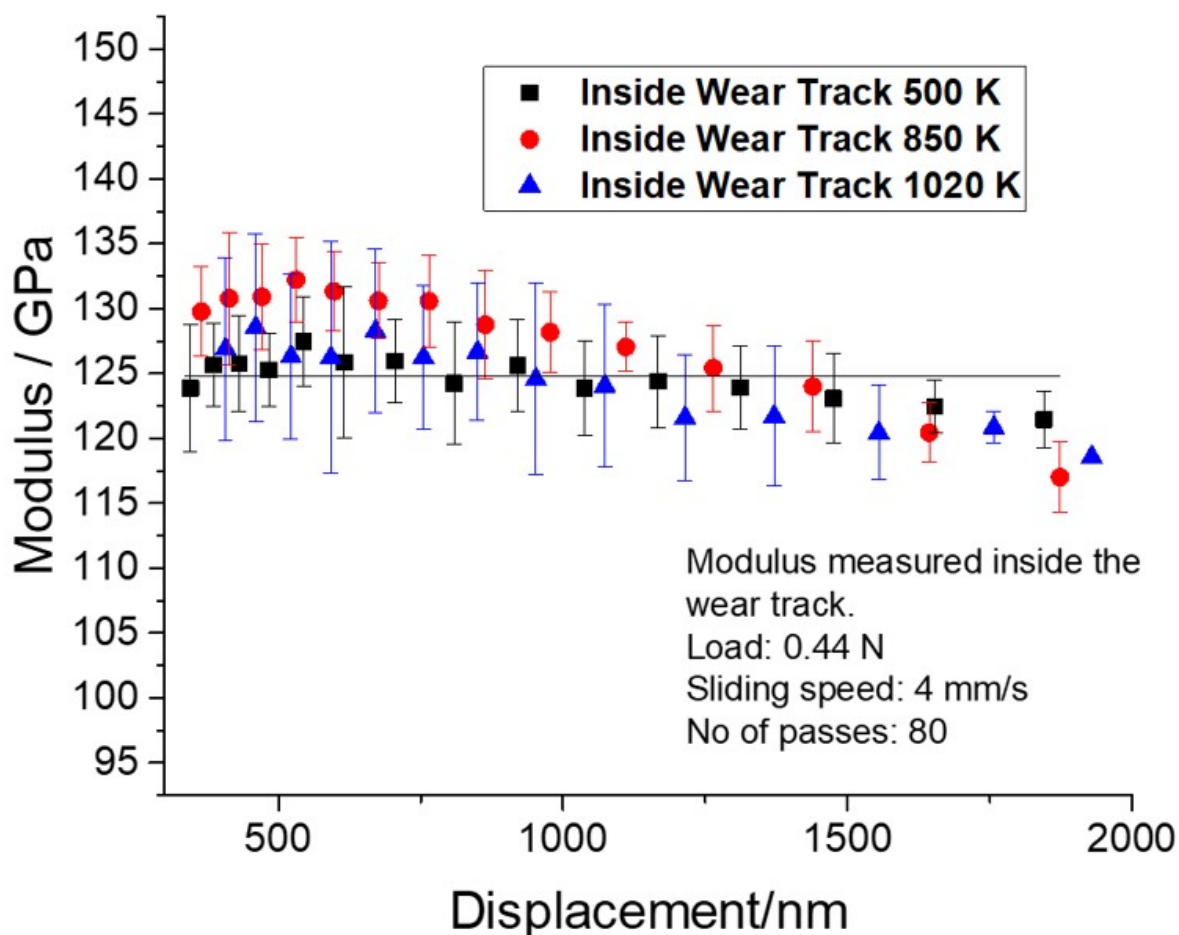 150
145
140
135
130
125
120
115
110
105
100
95
Modulus / GPa
Inside Wear Track 500 K
Inside Wear Track 850 K
Inside Wear Track 1020 K
Modulus measured inside the
wear track.
Load: 0.44 N
Sliding speed: 4 mm/s
No of passes: 80
500 1000 1500 2000
Displacement/nm